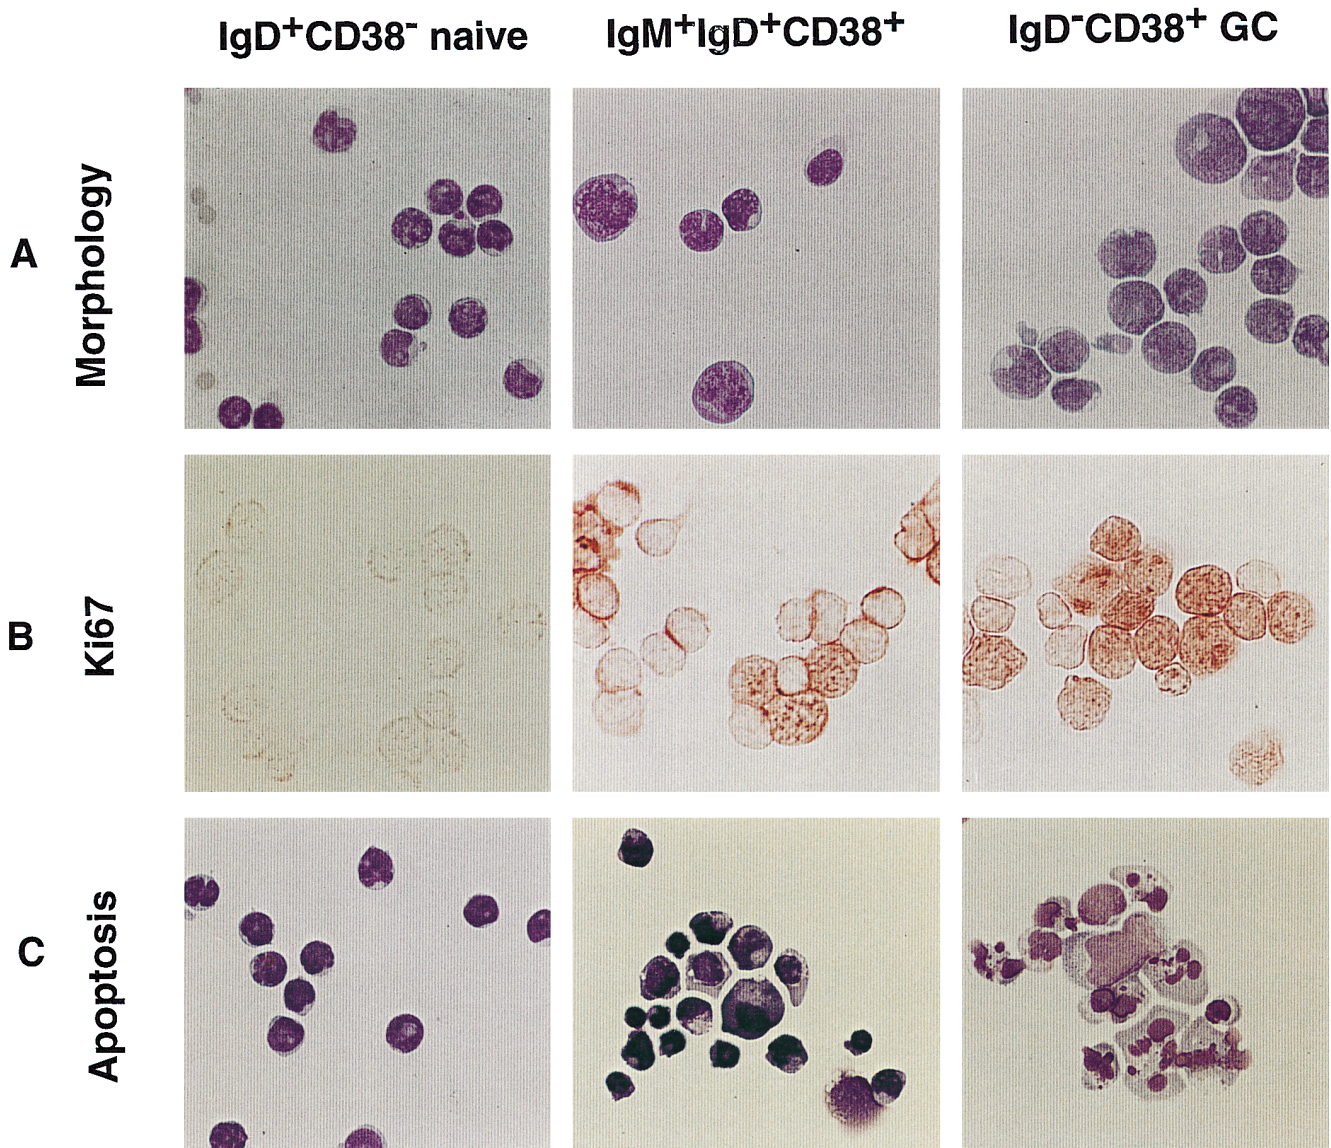 IgD⁺CD38⁻ naive
IgM⁺IgD⁺CD38⁺
IgD⁻CD38⁺ GC
A
Morphology
B
Ki67
C
Apoptosis